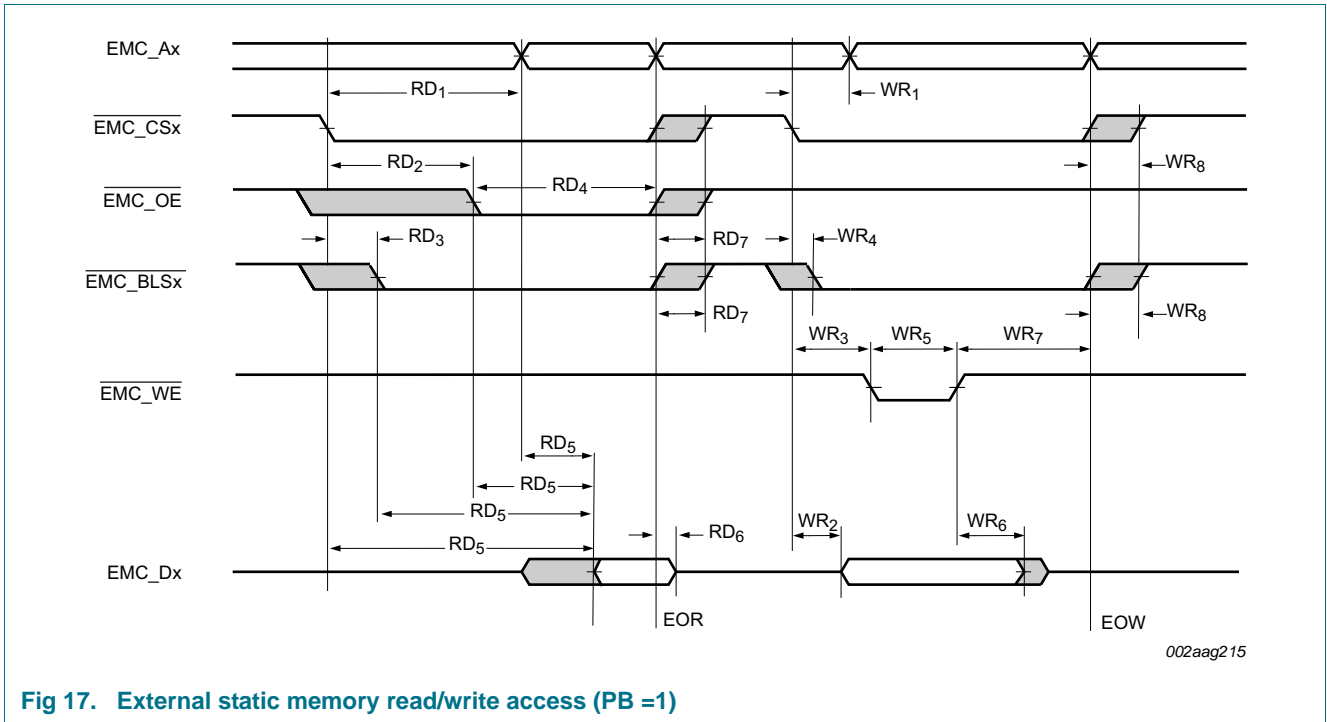 EMC_Ax
RD1
WR1
EMC_CSx
RD2
RD4
WR8
EMC_OE
RD3
RD7
WR4
EMC_BLSx
RD7
WR8
WR3
WR5
WR7
EMC_WE
RD5
RD5
RD5
WR2
WR6
RD6
RD5
EMC_Dx
EOR
EOW
002aag215
Fig 17. External static memory read/write access (PB =1)